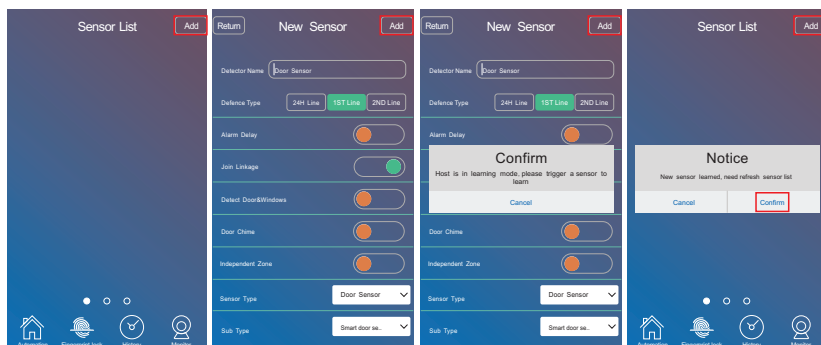 Sensor List
Add
Automation
Fingerprint lock
History
Monitor
Return
New Sensor
Add
Detector Name
Door Sensor
Defence Type
24H Line
1ST Line
2ND Line
Alarm Delay
Join Linkage
Detect Door&Windows
Door Chime
Independent Zone
Sensor Type
Door Sensor
Sub Type
Smart door se..
Return
New Sensor
Add
Detector Name
Door Sensor
Defence Type
24H Line
1ST Line
2ND Line
Alarm Delay
Confirm
Host is in learning mode, please trigger a sensor to
learn
Cancel
Door Chime
Independent Zone
Sensor Type
Door Sensor
Sub Type
Smart door se..
Sensor List
Add
Notice
New sensor learned, need refresh sensor list
Cancel
Confirm
Automation
Fingerprint lock
History
Monitor